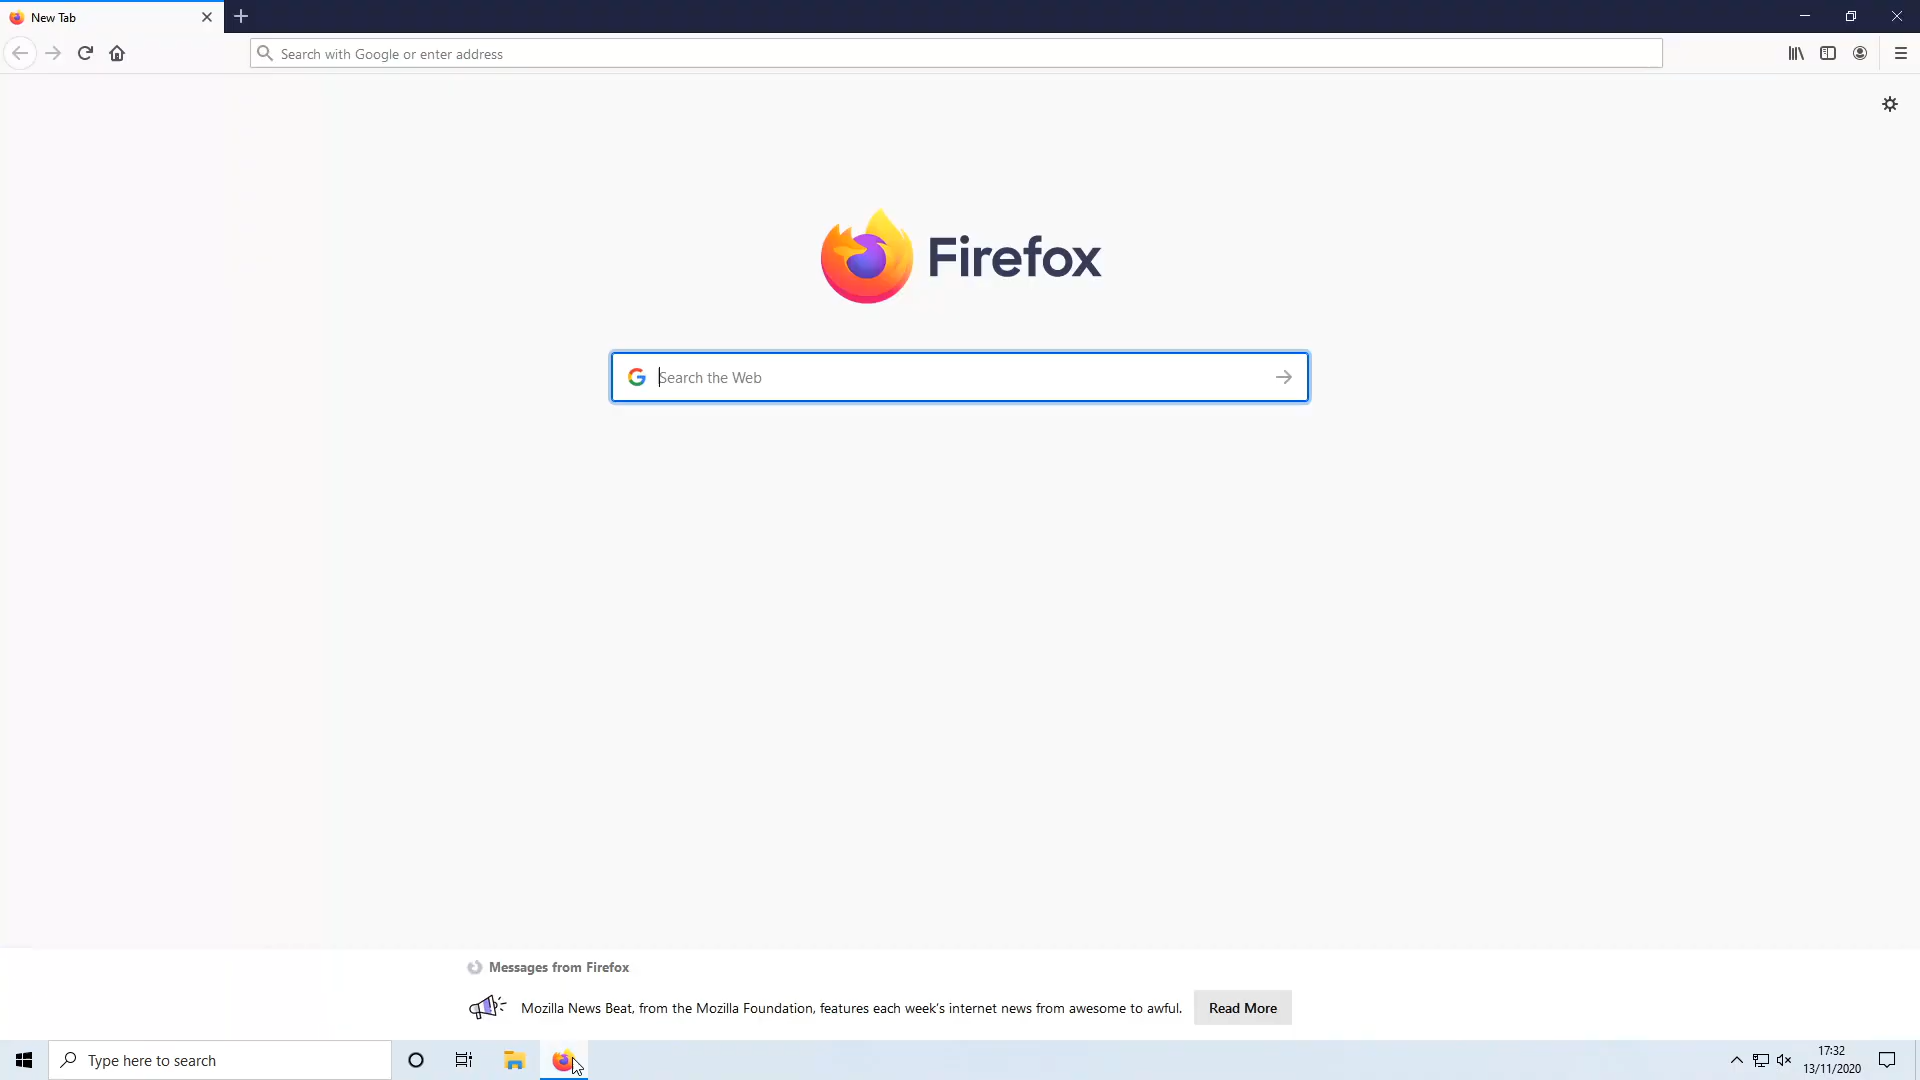 New Tab
Search with Google or enter address
Firefox
Search the Web
Messages from Firefox
Mozilla News Beat, from the Mozilla Foundation, features each week's internet news from awesome to awful.
Read More
Type here to search
17:32
13/11/2020